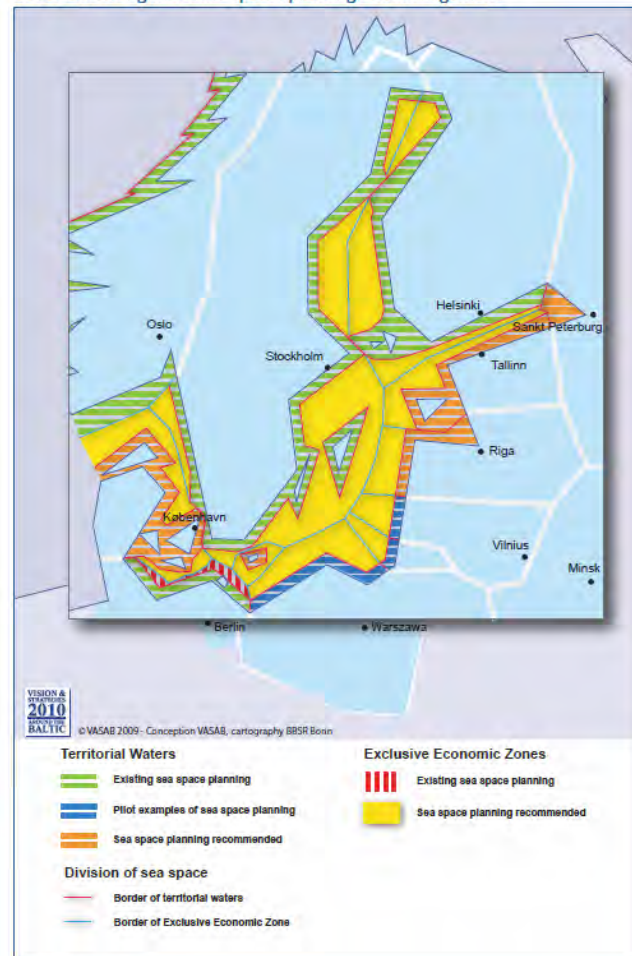 Oslo
Helsinki
Sankt Peterburg
Stockholm
Tallinn
Riga
København
Vilnius
Minsk
Berlin
Warszawa
VISION &
STRATEGIES
2010
AROUND THE
BALTIC
© VASAB 2009 - Conception VASAB, cartography BBSR Bonn
Territorial Waters
Existing sea space planning
Pilot examples of sea space planning
Sea space planning recommended
Exclusive Economic Zones
Existing sea space planning
Sea space planning recommended
Division of sea space
Border of territorial waters
Border of Exclusive Economic Zone